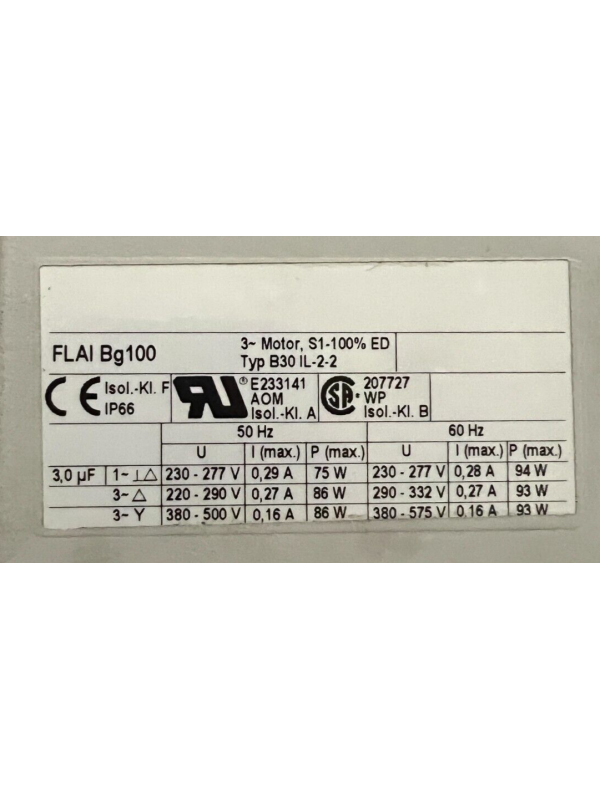 FLAI Bg100
3~ Motor, S1-100% ED
Typ B30 IL-2-2
CE Isol.-Kl. F
IP66
RU ® E233141
AOM
Isol.-Kl. A
SA® 207727
WP
Isol.-Kl. B
50 Hz 60 Hz
U I (max.) P (max.) U I (max.) P (max.)
3,0 µF 1~ ⊥△ 230 - 277 V 0,29 A 75 W 230 - 277 V 0,28 A 94 W
3~ △ 220 - 290 V 0,27 A 86 W 290 - 332 V 0,27 A 93 W
3~ Y 380 - 500 V 0,16 A 86 W 380 - 575 V 0,16 A 93 W